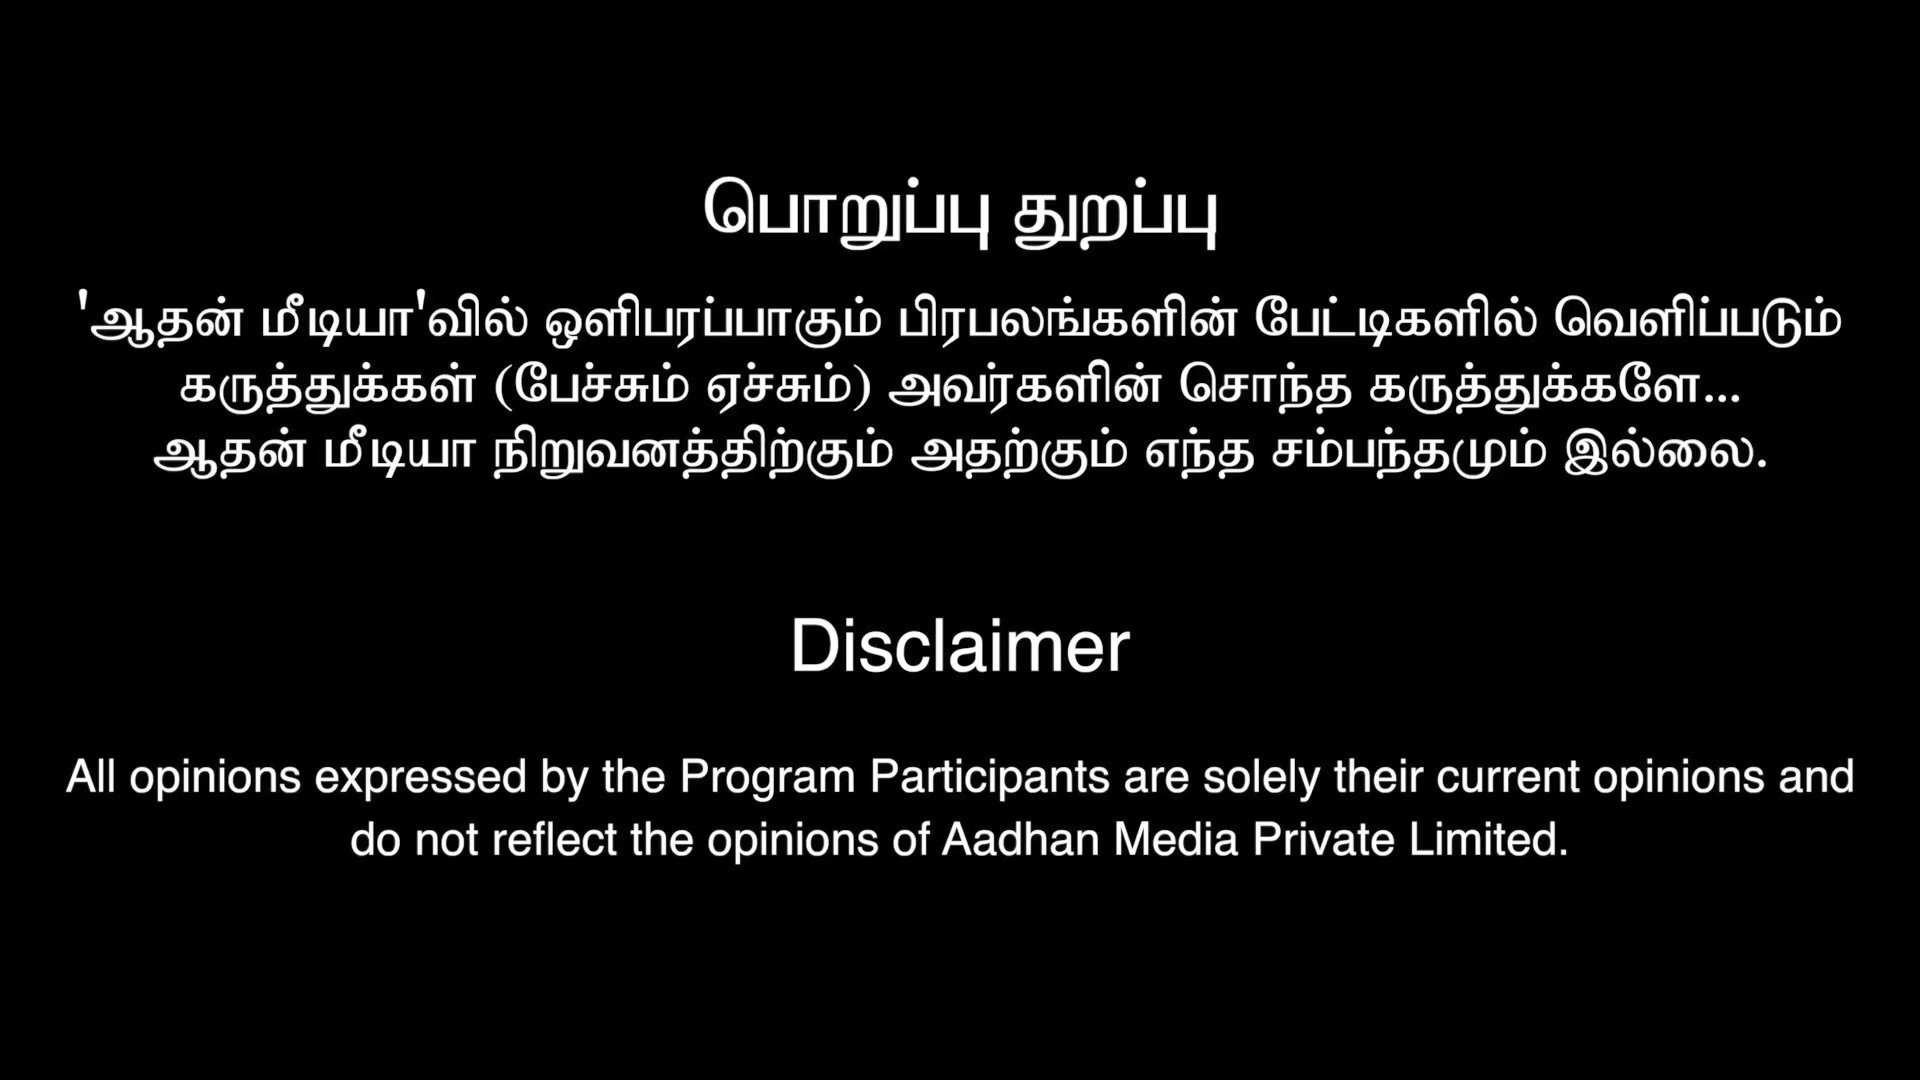 பொறுப்பு துறப்பு
'ஆதன் மீடியா'வில் ஒளிபரப்பாகும் பிரபலங்களின் பேட்டிகளில் வெளிப்படும்
கருத்துக்கள் (பேச்சும் ஏச்சும்) அவர்களின் சொந்த கருத்துக்களே...
ஆதன் மீடியா நிறுவனத்திற்கும் அதற்கும் எந்த சம்பந்தமும் இல்லை.
Disclaimer
All opinions expressed by the Program Participants are solely their current opinions and
do not reflect the opinions of Aadhan Media Private Limited.